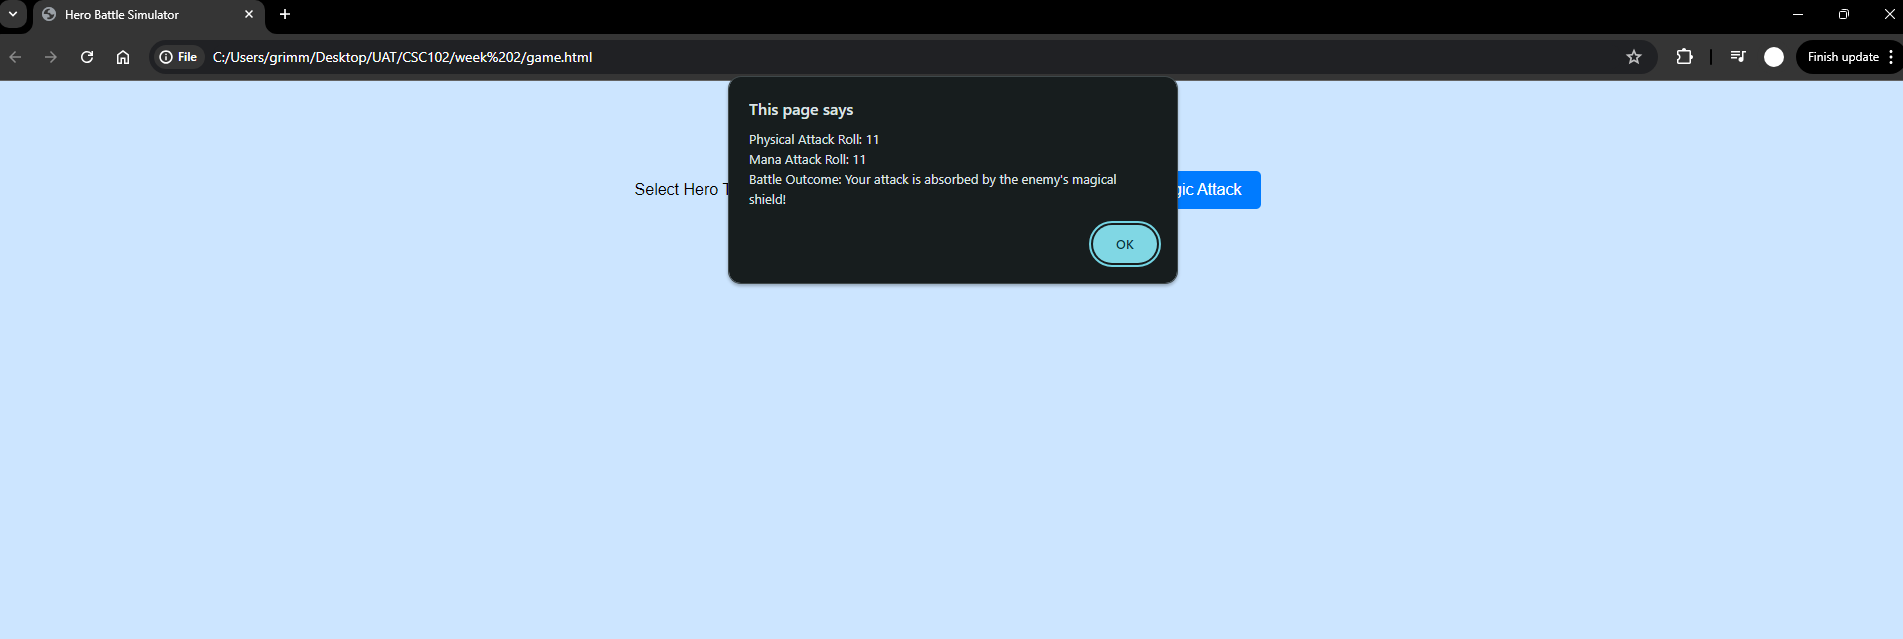 Hero Battle Simulator
File
C:/Users/grimm/Desktop/UAT/CSC102/week%202/game.html
Finish update
This page says
Physical Attack Roll: 11
Mana Attack Roll: 11
Battle Outcome: Your attack is absorbed by the enemy's magical
shield!
Select Hero T
gic Attack
OK